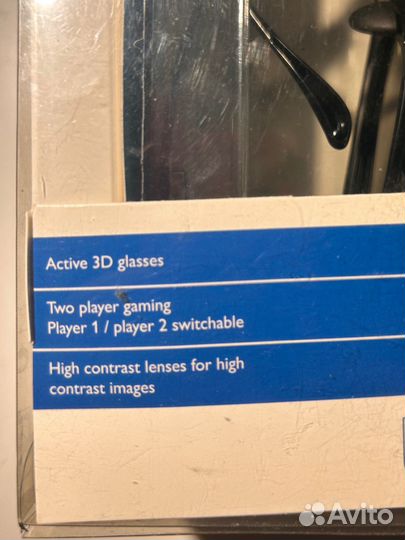 Active 3D glasses
Two player gaming
Player 1 / player 2 switchable
High contrast lenses for high
contrast images
Avito